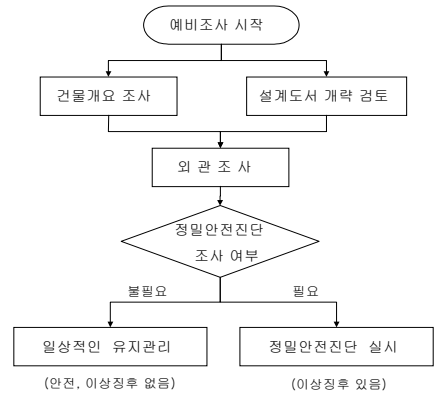 예비조사 시작
건물개요 조사
설계도서 개략 검토
외 관 조 사
정밀안전진단
조사 여부
불필요
필요
일상적인 유지관리
정밀안전진단 실시
(안전, 이상징후 없음)
(이상징후 있음)